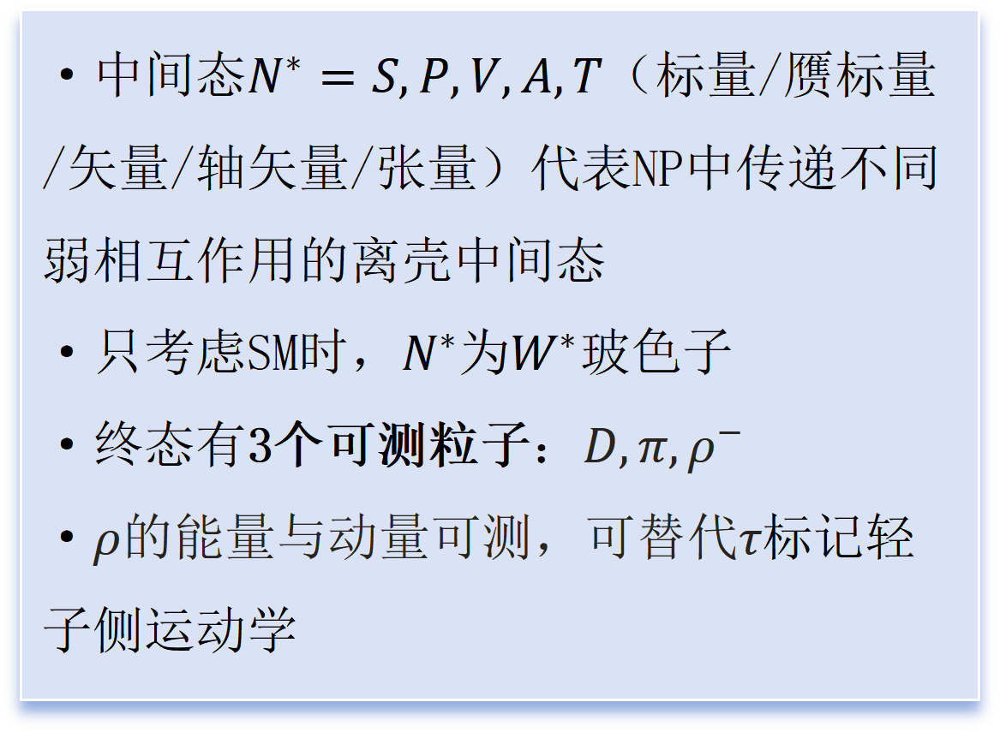 • 中间态N* = S, P, V, A, T（标量/赝标量
/矢量/轴矢量/张量）代表NP中传递不同
弱相互作用的离壳中间态
• 只考虑SM时，N*为W*玻色子
• 终态有3个可测粒子：D, π, ρ⁻
• ρ的能量与动量可测，可替代τ标记轻
子侧运动学